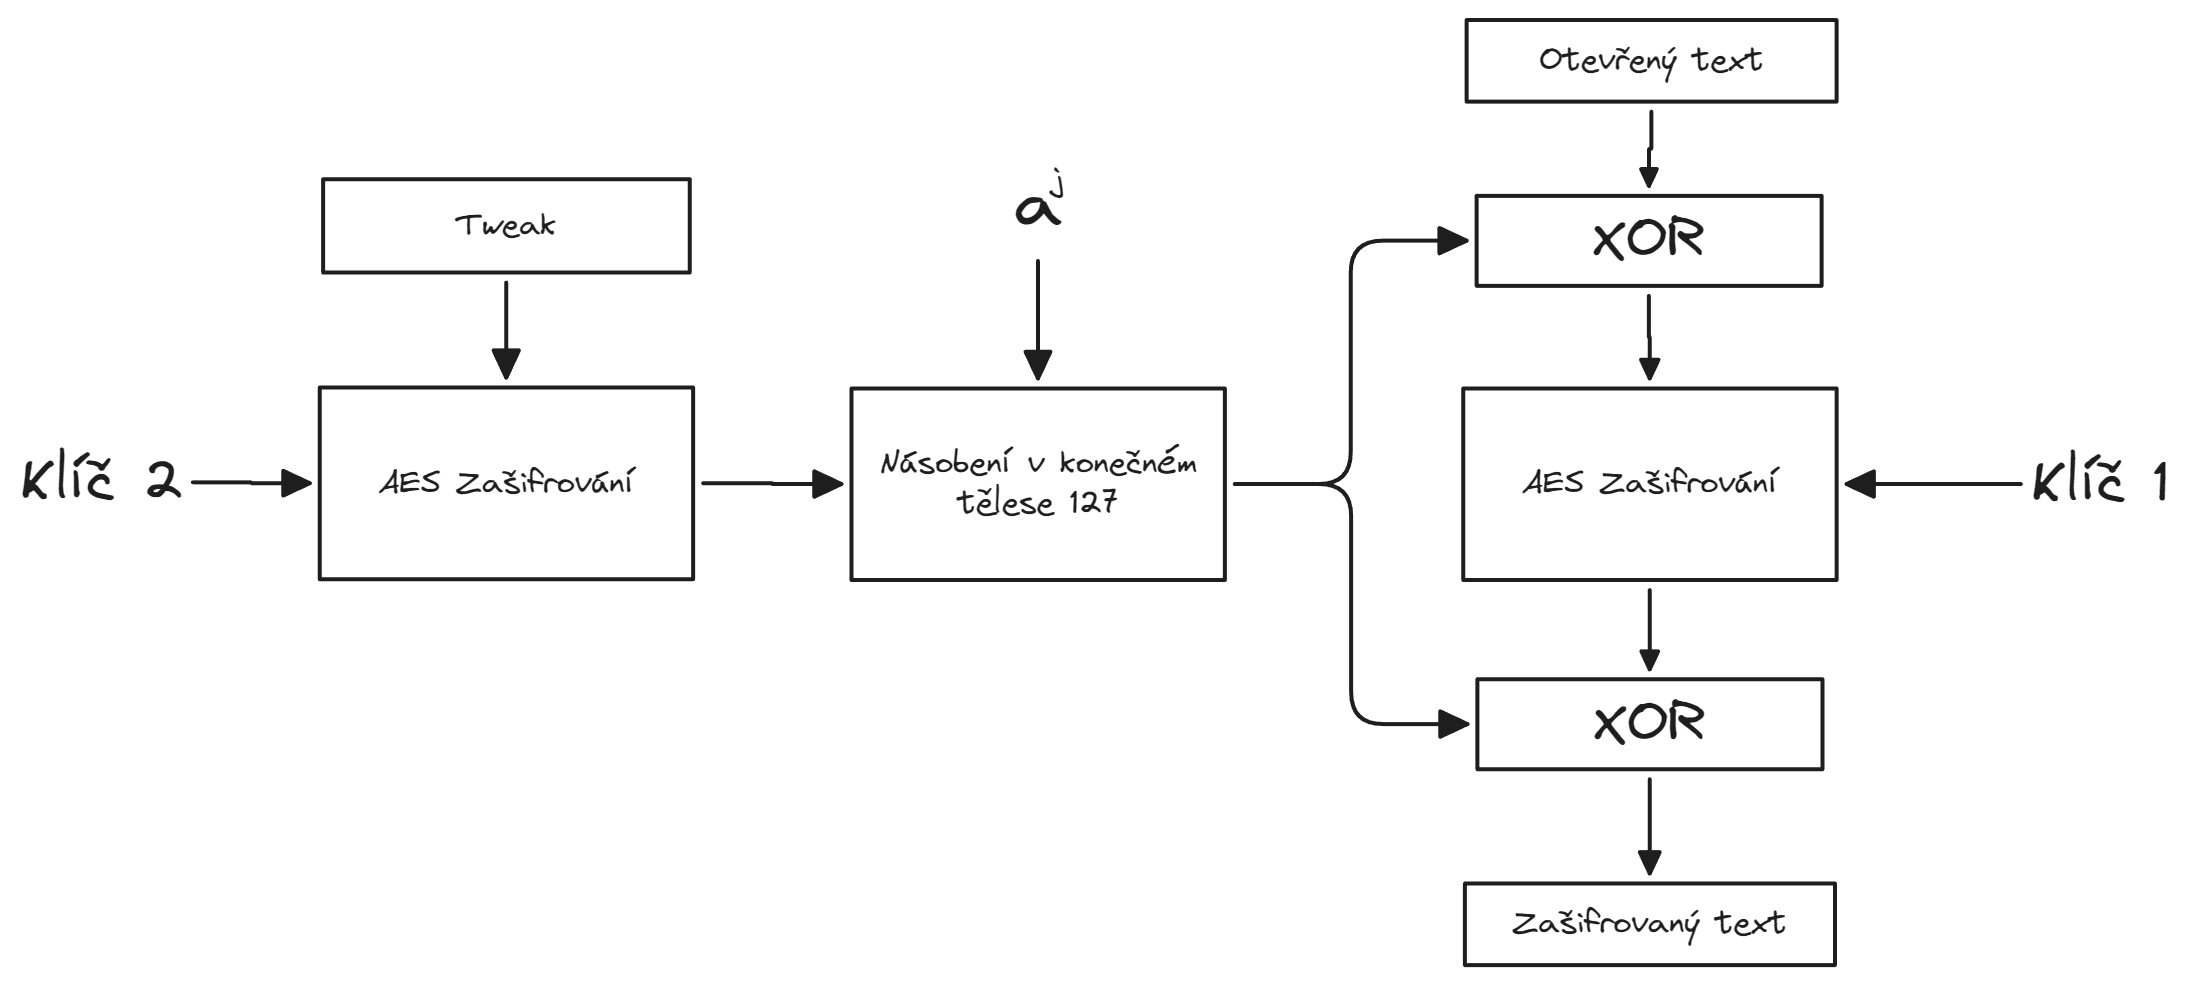 Otevřený text
Tweak
a^j
XOR
Klíč 2
AES Zašifrování
Násobení v konečném
tělese 127
AES Zašifrování
Klíč 1
XOR
Zašifrovaný text